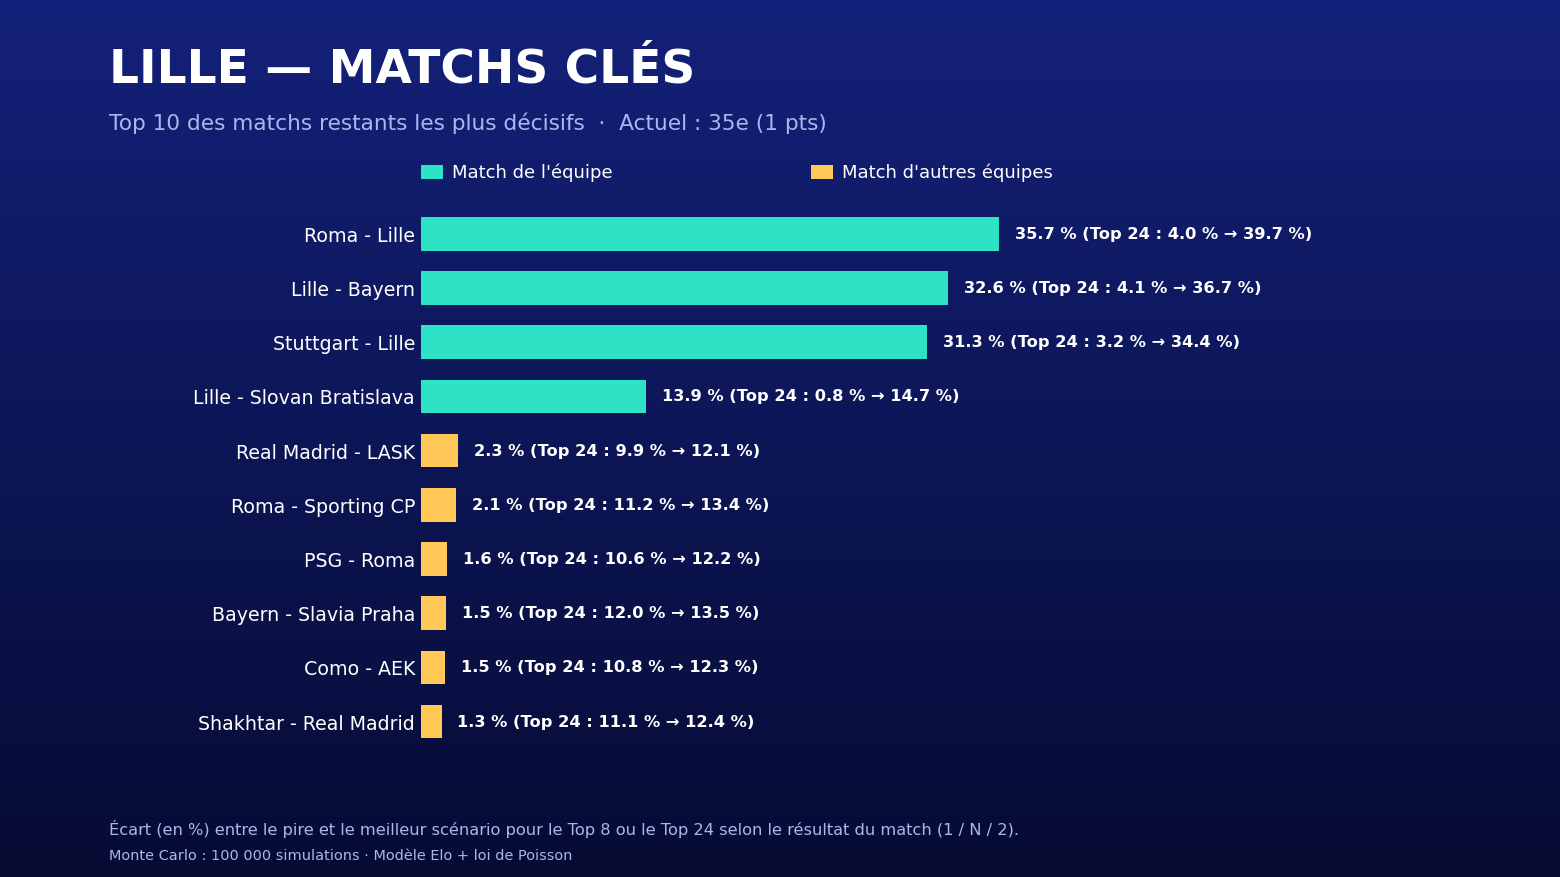 LILLE — MATCHS CLÉS
Top 10 des matchs restants les plus décisifs · Actuel : 35e (1 pts)
Match de l'équipe
Match d'autres équipes
Roma - Lille
35.7 % (Top 24 : 4.0 % → 39.7 %)
Lille - Bayern
32.6 % (Top 24 : 4.1 % → 36.7 %)
Stuttgart - Lille
31.3 % (Top 24 : 3.2 % → 34.4 %)
Lille - Slovan Bratislava
13.9 % (Top 24 : 0.8 % → 14.7 %)
Real Madrid - LASK
2.3 % (Top 24 : 9.9 % → 12.1 %)
Roma - Sporting CP
2.1 % (Top 24 : 11.2 % → 13.4 %)
PSG - Roma
1.6 % (Top 24 : 10.6 % → 12.2 %)
Bayern - Slavia Praha
1.5 % (Top 24 : 12.0 % → 13.5 %)
Como - AEK
1.5 % (Top 24 : 10.8 % → 12.3 %)
Shakhtar - Real Madrid
1.3 % (Top 24 : 11.1 % → 12.4 %)
Écart (en %) entre le pire et le meilleur scénario pour le Top 8 ou le Top 24 selon le résultat du match (1 / N / 2).
Monte Carlo : 100 000 simulations · Modèle Elo + loi de Poisson